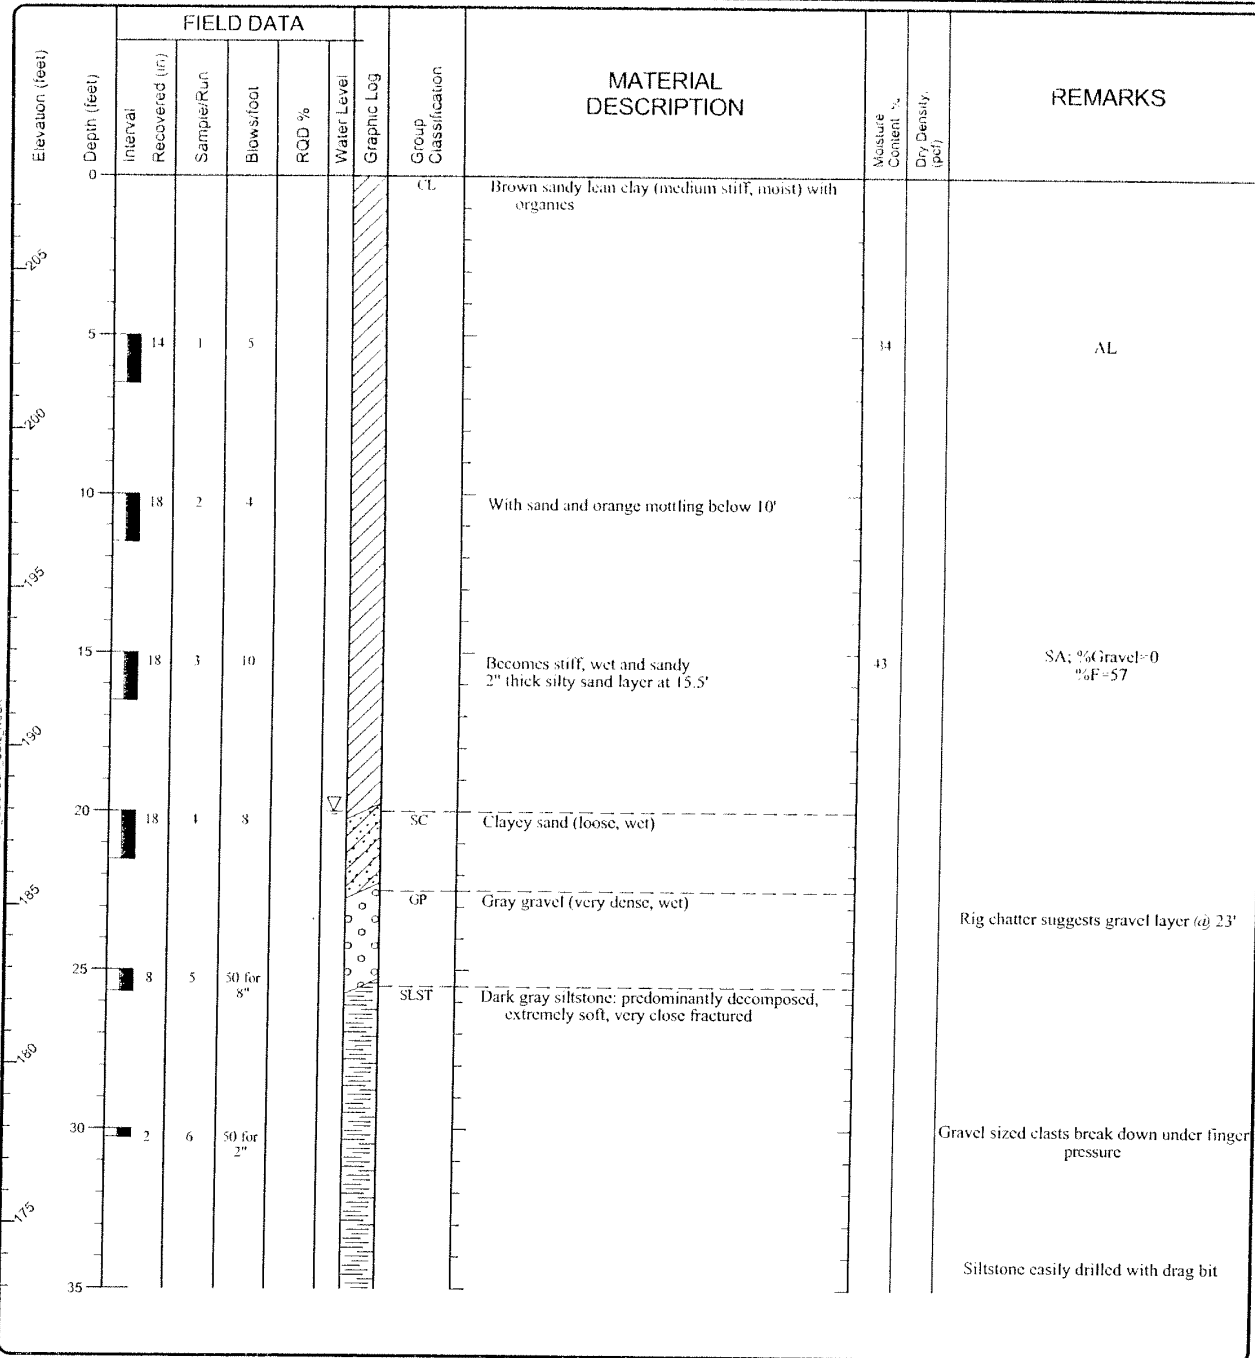 FIELD DATA
Elevation (feet)
Depth (feet)
Interval
Recovered (in)
Sample/Run
Blows/foot
RQD %
Water Level
Graphic Log
Group
Classification
MATERIAL
DESCRIPTION
Moisture
Content %
Dry Density,
(pcf)
REMARKS
0
CL
Brown sandy lean clay (medium stiff, moist) with
organics
205
5
14
1
5
34
AL
200
10
18
2
4
With sand and orange mottling below 10'
195
15
18
3
10
Becomes stiff, wet and sandy
2" thick silty sand layer at 15.5'
43
SA; %Gravel=0
%F=57
190
20
18
4
8
SC
Clayey sand (loose, wet)
185
GP
Gray gravel (very dense, wet)
Rig chatter suggests gravel layer @ 23'
25
8
5
50 for
8"
SLST
Dark gray siltstone: predominantly decomposed,
extremely soft, very close fractured
180
30
2
6
50 for
2"
Gravel sized clasts break down under finger
pressure
175
Siltstone easily drilled with drag bit
35